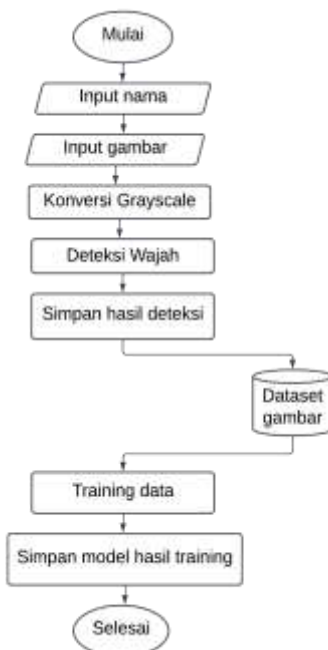 Mulai
Input nama
Input gambar
Konversi Grayscale
Deteksi Wajah
Simpan hasil deteksi
Dataset
gambar
Training data
Simpan model hasil training
Selesai